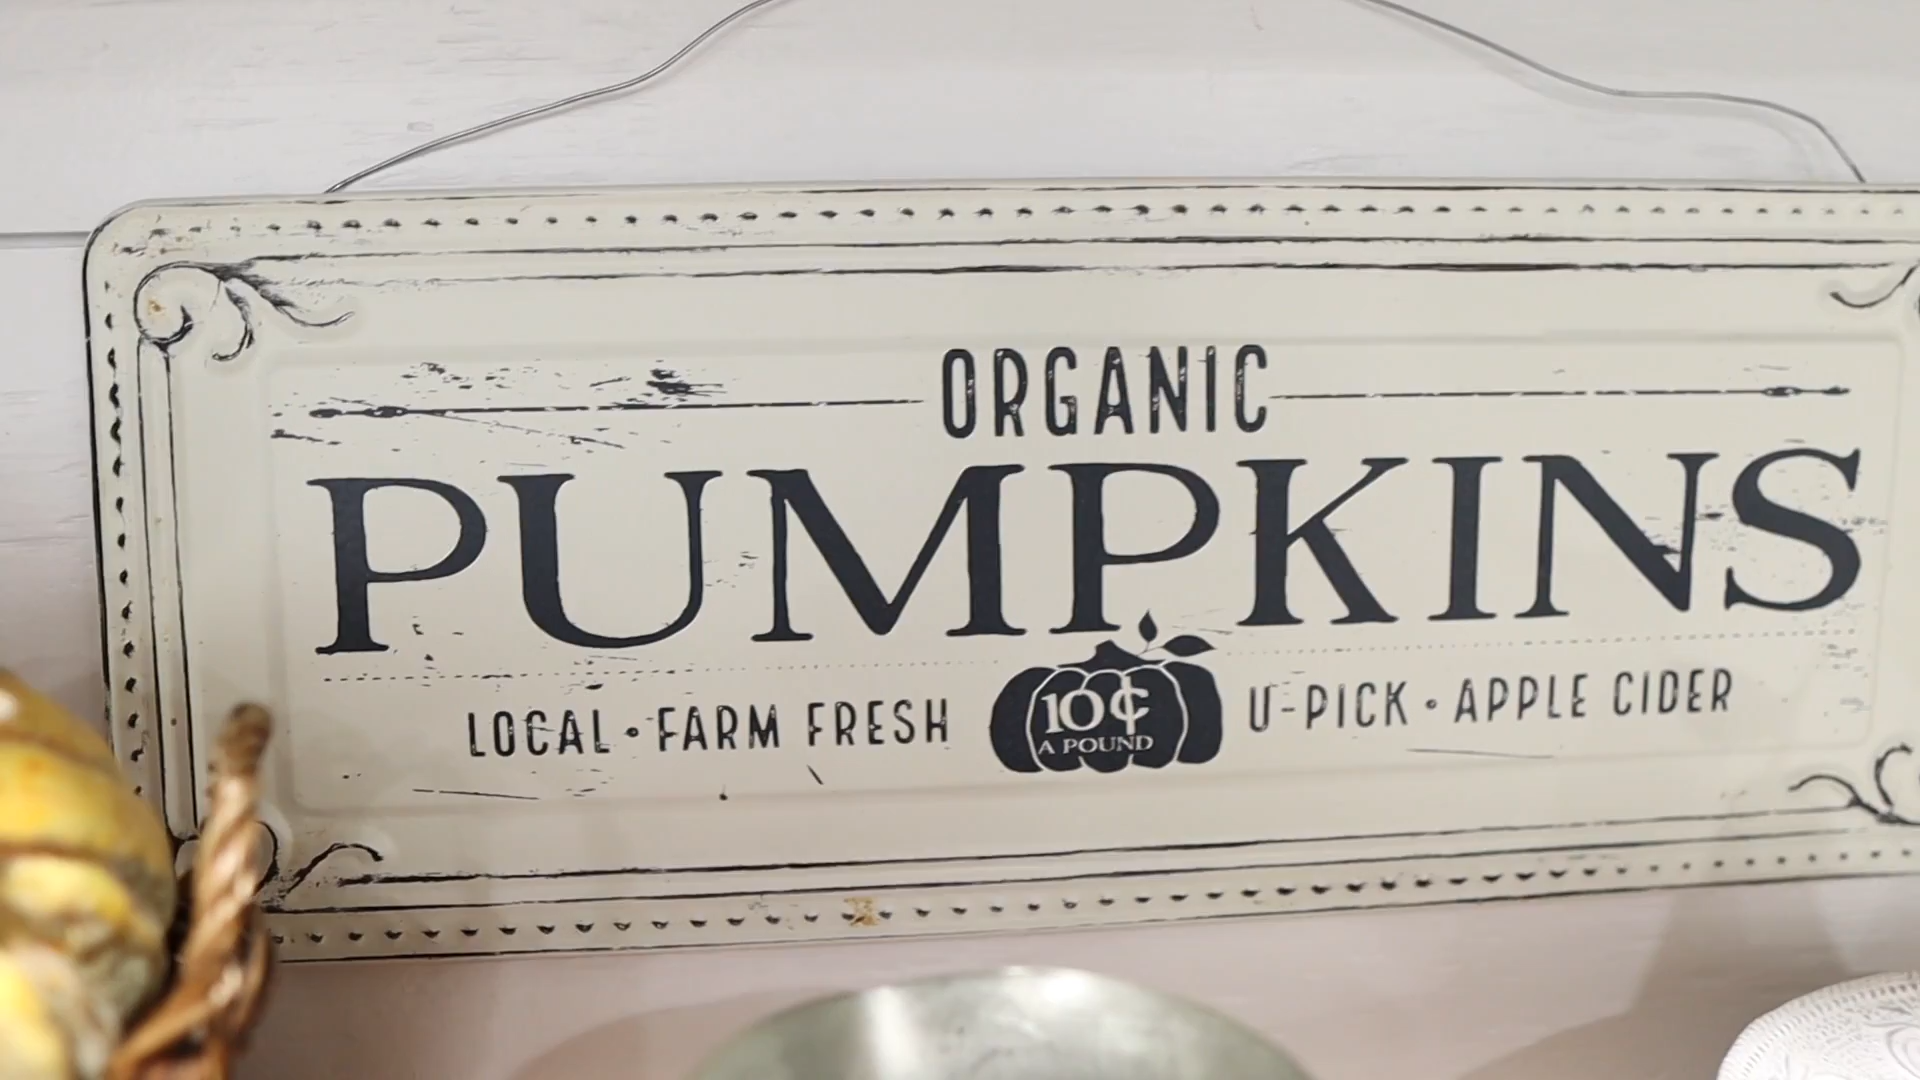 ORGANIC
PUMPKINS
LOCAL • FARM FRESH
10¢
A POUND
U-PICK • APPLE CIDER